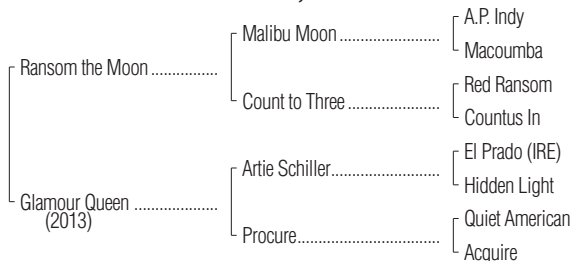 A.P. Indy
Malibu Moon
Macoumba
Ransom the Moon
Red Ransom
Count to Three
Countus In
El Prado (IRE)
Artie Schiller
Hidden Light
Glamour Queen
(2013)
Quiet American
Procure
Acquire